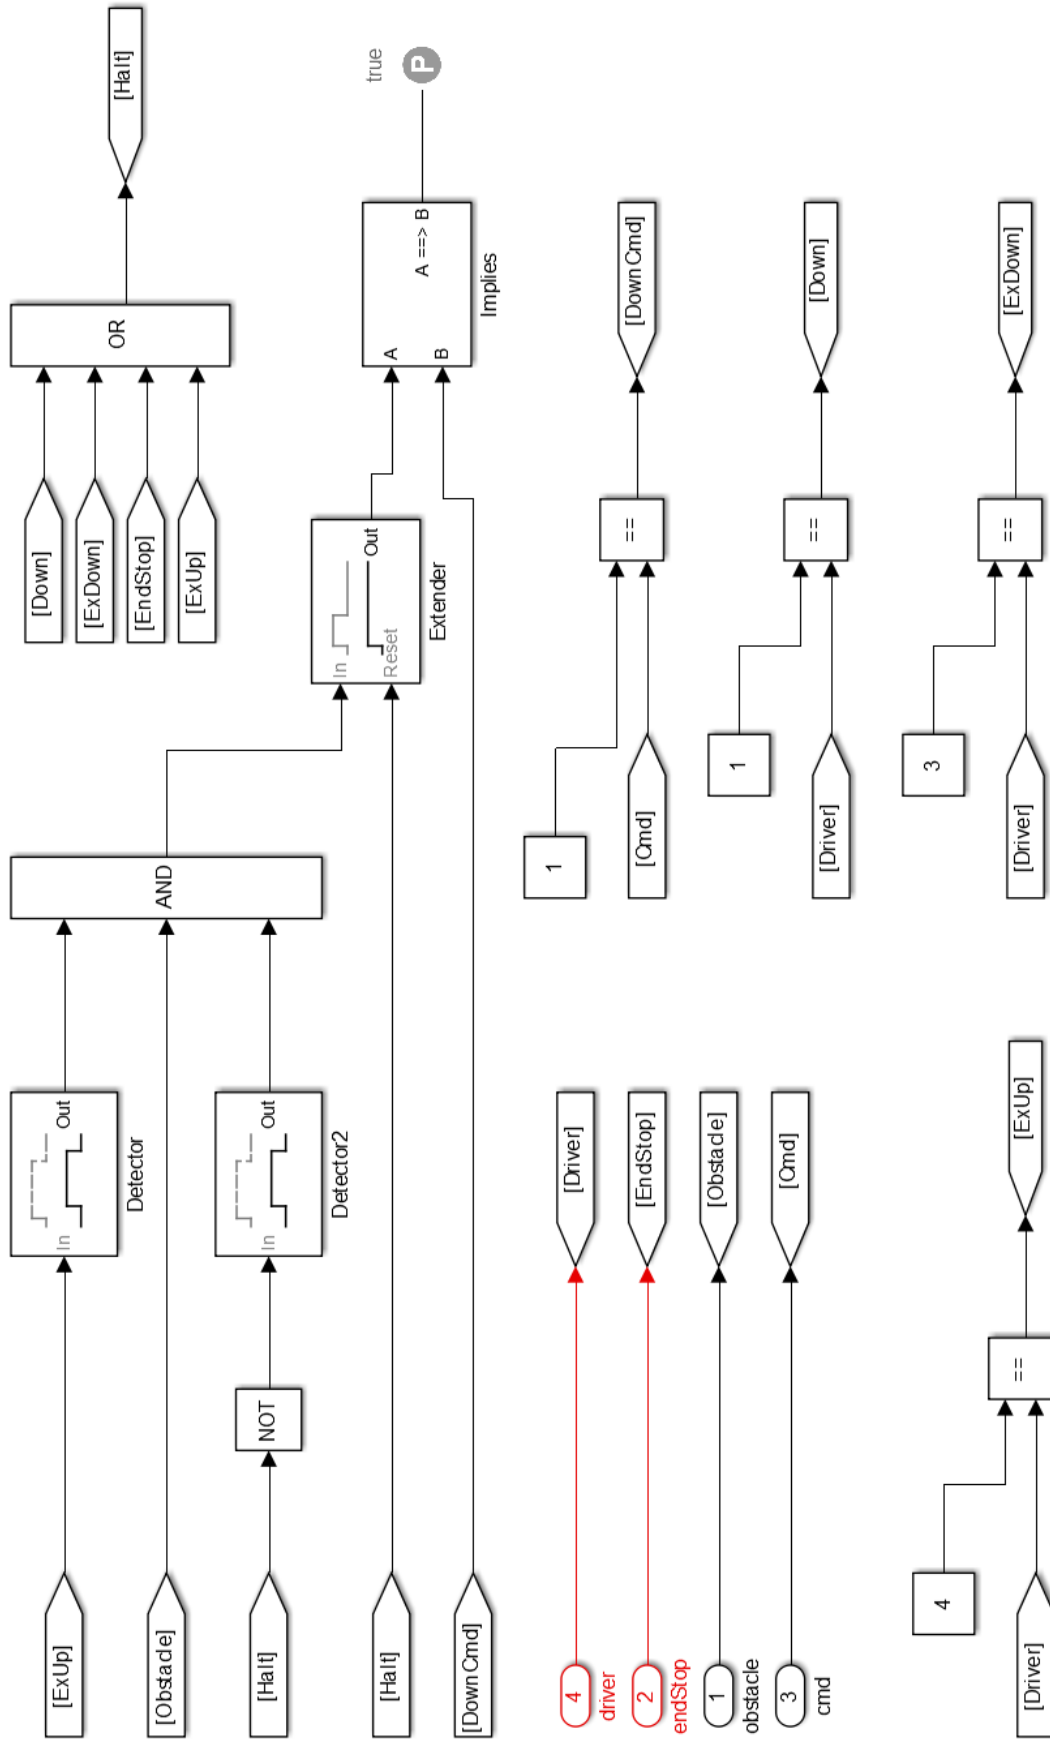 [ExUp]
[Obstacle]
[Halt]
[Halt]
[DownCmd]
In
Out
Detector
NOT
In
Out
Detector2
AND
In
Reset
Out
Extender
[Down]
[ExDown]
[EndStop]
[ExUp]
OR
[Halt]
A
B
A ==> B
Implies
true
P
4
driver
[Driver]
2
endStop
[EndStop]
1
obstacle
[Obstacle]
3
cmd
[Cmd]
1
[Cmd]
==
[DownCmd]
1
[Driver]
==
[Down]
3
[Driver]
==
[ExDown]
4
[Driver]
==
[ExUp]